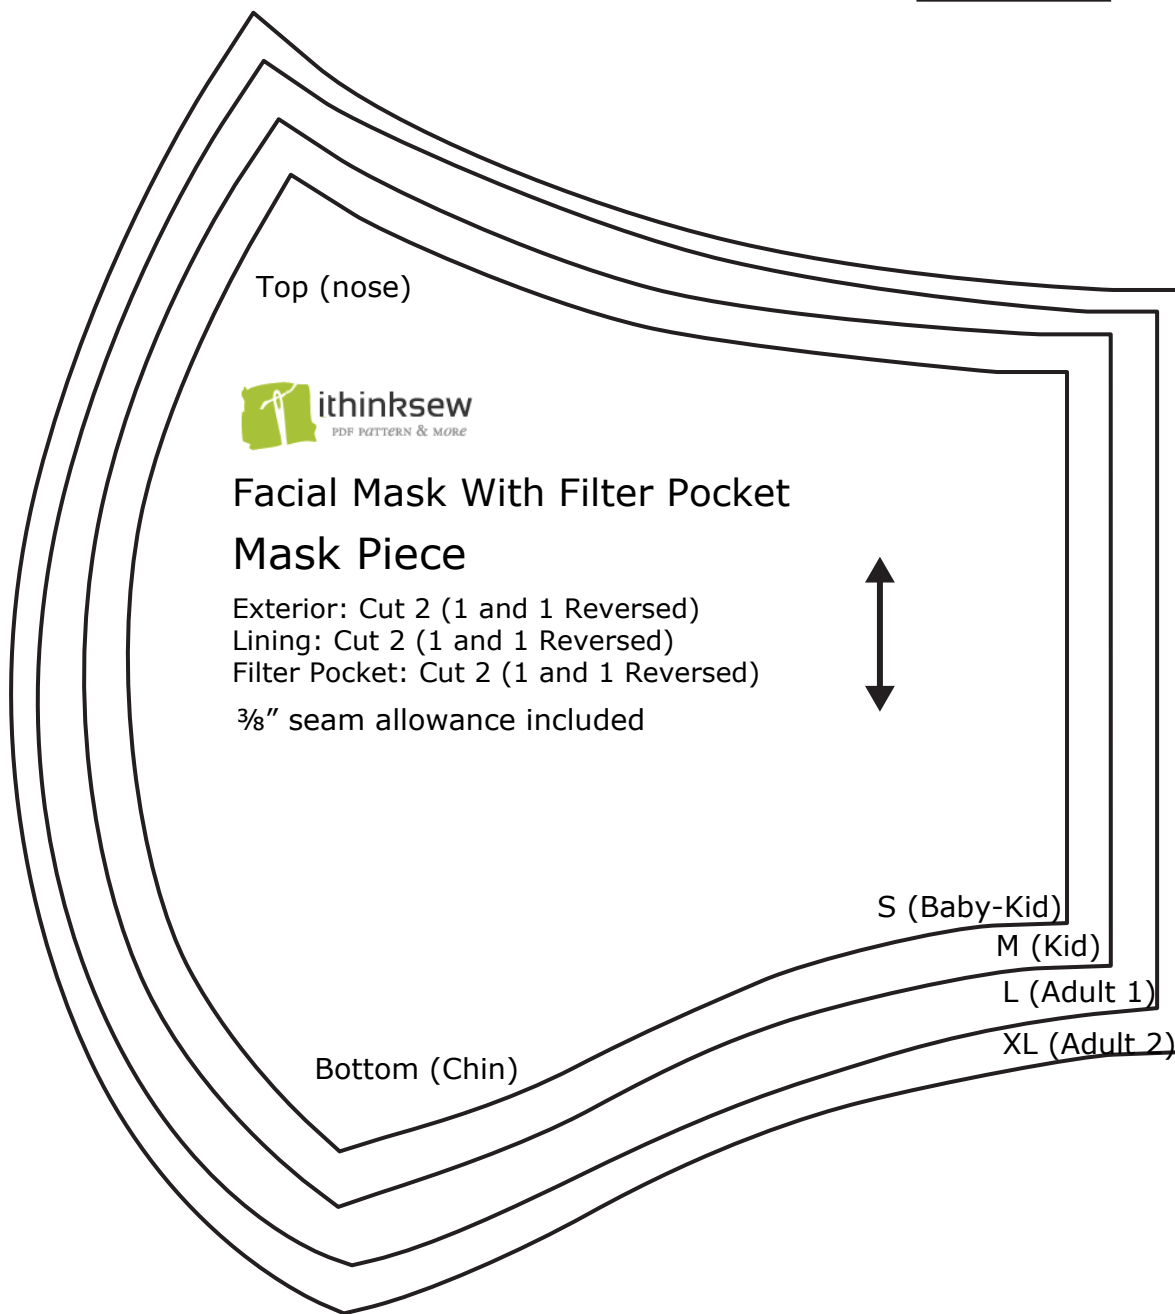 Top (nose)
ithinksew
PDF PATTERN & MORE
Facial Mask With Filter Pocket
Mask Piece
Exterior: Cut 2 (1 and 1 Reversed)
Lining: Cut 2 (1 and 1 Reversed)
Filter Pocket: Cut 2 (1 and 1 Reversed)
⅜” seam allowance included
S (Baby-Kid)
M (Kid)
L (Adult 1)
XL (Adult 2)
Bottom (Chin)